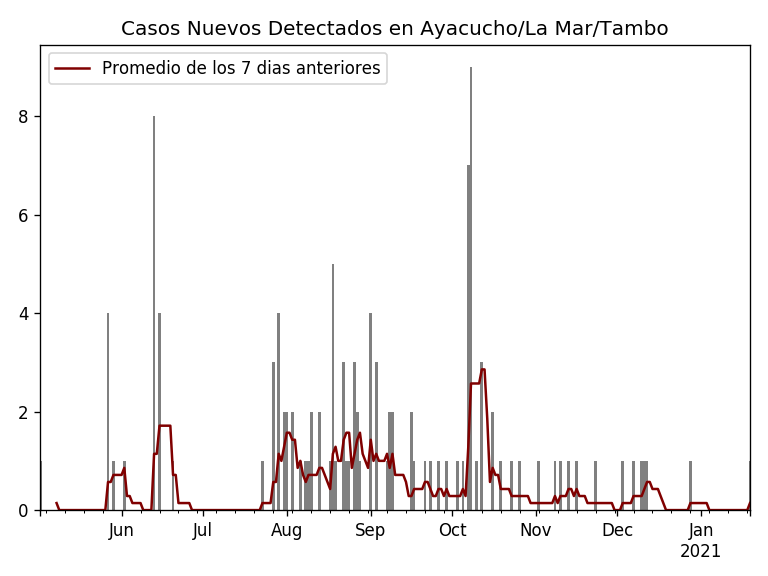 Casos Nuevos Detectados en Ayacucho/La Mar/Tambo
Promedio de los 7 dias anteriores
8
6
4
2
0
Jun Jul Aug Sep Oct Nov Dec Jan
2021